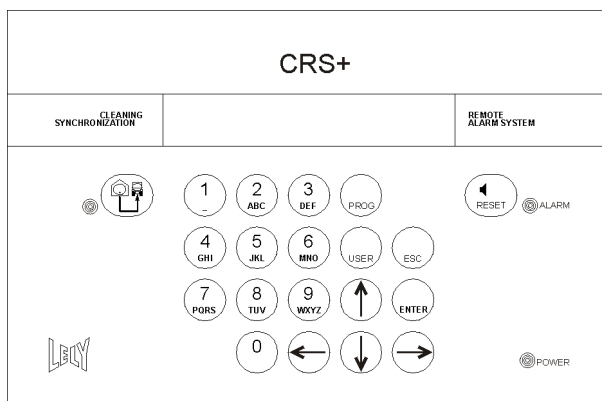 CRS+
CLEANING
SYNCHRONIZATION
REMOTE
ALARM SYSTEM
1 2 3 PROG
_ ABC DEF
RESET ALARM
4 5 6 USER ESC
GHI JKL MNO
7 8 9 ENTER
PQRS TUV WXYZ
0
LELY
POWER